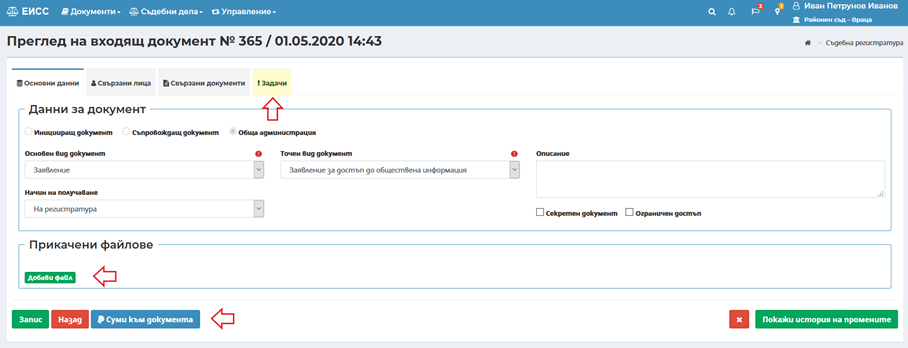 ЕИСС Документи Съдебни дела Управление 3 1 Иван Петрунов Иванов
Районен съд – Враца
Преглед на входящ документ № 365 / 01.05.2020 14:43
Съдебна регистратура
Основни данни Свързани лица Свързани документи Задачи
Данни за документ
Иницииращ документ Съпровождащ документ Обща администрация
Основен вид документ Точен вид документ Описание
Заявление Заявление за достъп до обществена информация
Начин на получаване
На регистратура
Секретен документ Ограничен достъп
Прикачени файлове
Добави файл
Запис Назад Суми към документа Покажи история на промените